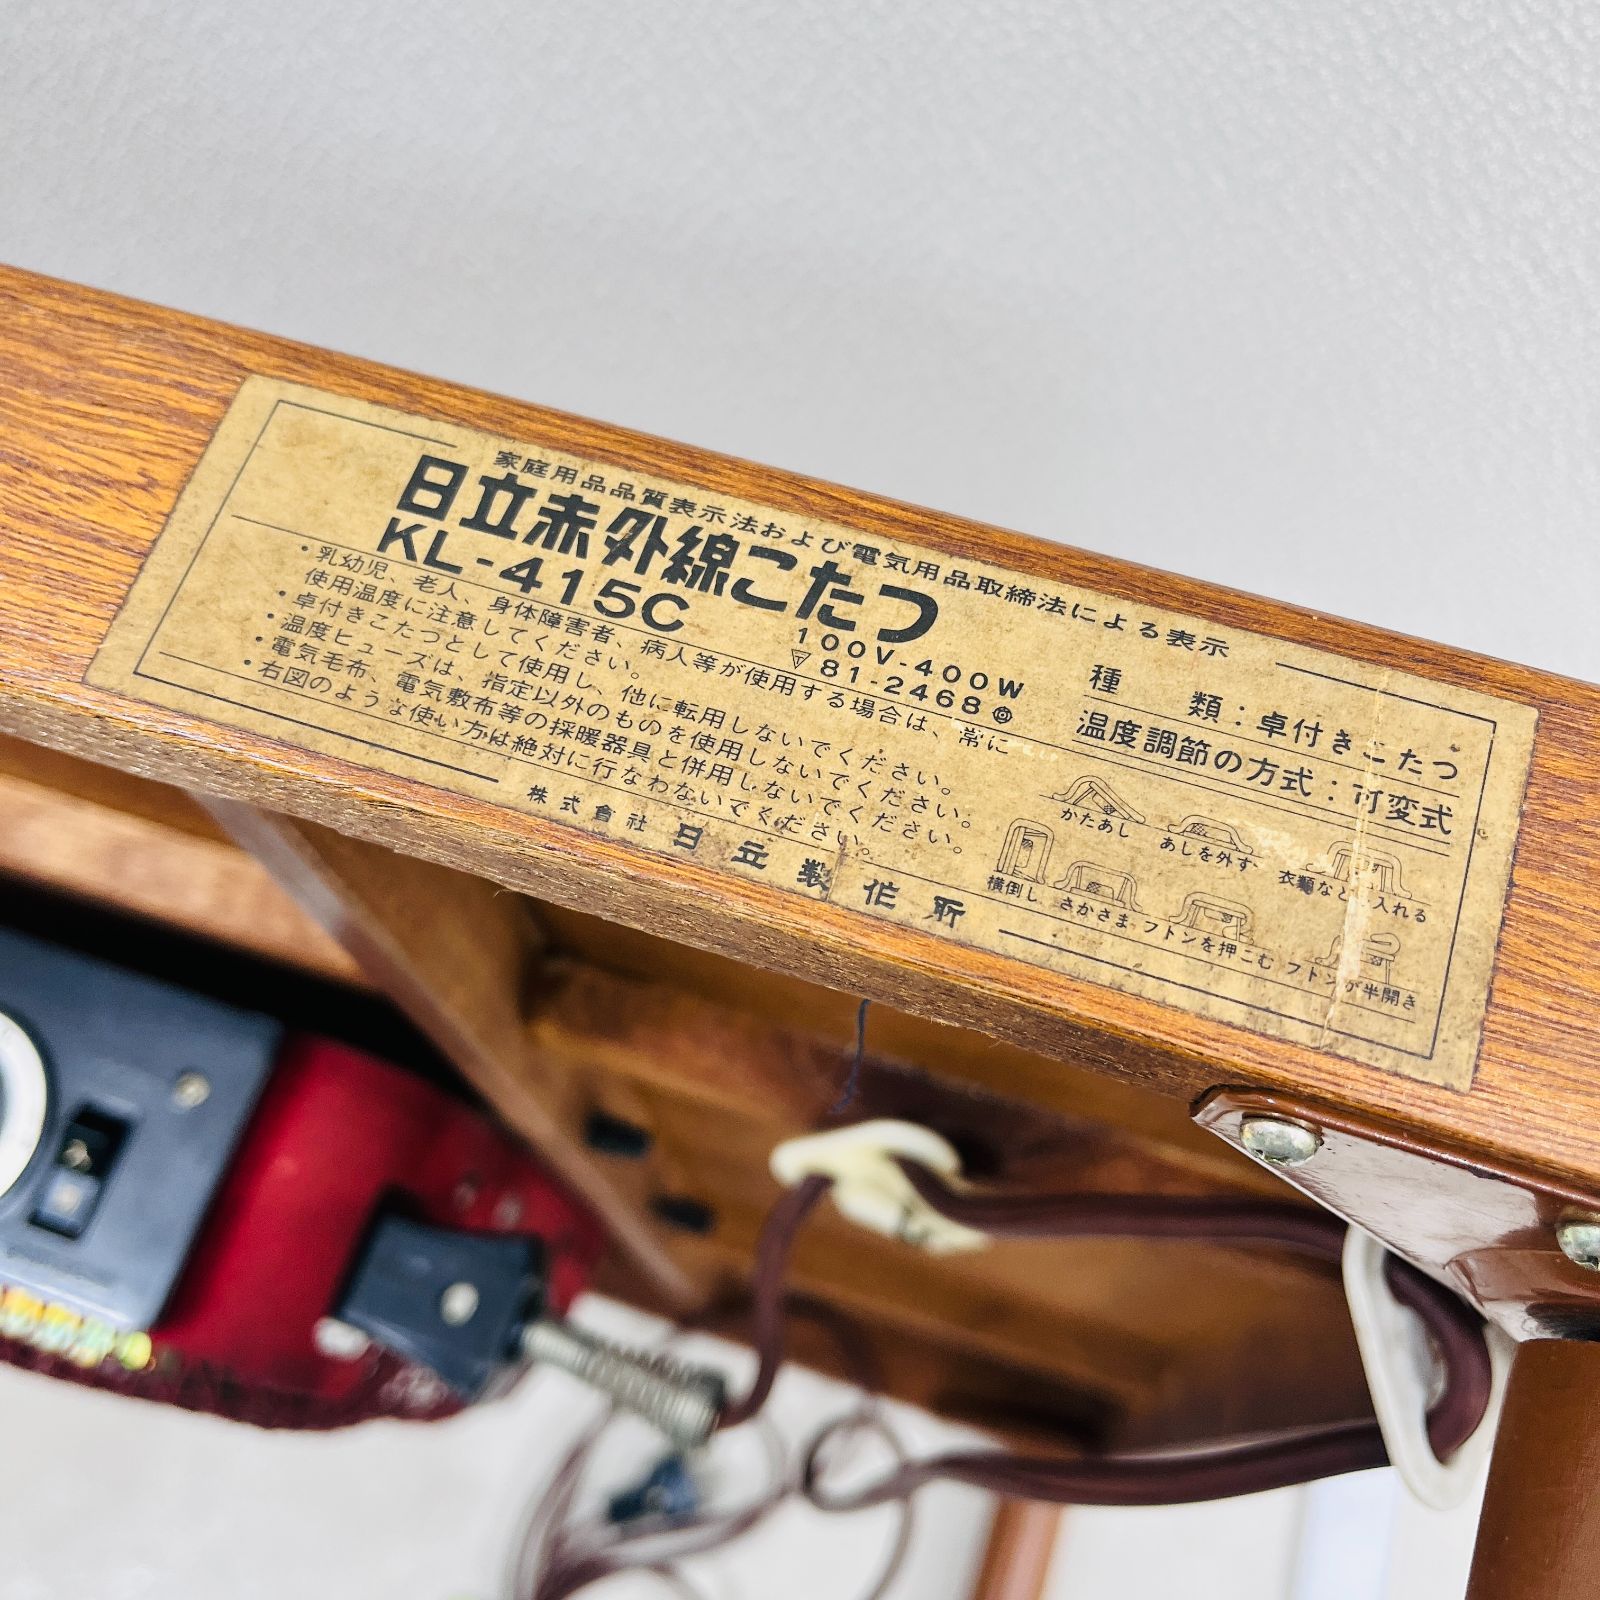 家庭用品品質表示法および電気用品取締法による表示
日立赤外線こたつ
KL-415C
100V-400W
▽ 81-2468
・乳幼児、老人、身体障害者、病人等が使用する場合は、常に
使用温度に注意してください。
・卓付きこたつとして使用し、他に転用しないでください。
・温度ヒューズは、指定以外のものを使用しないでください。
・電気毛布、電気敷布等の採暖器具と併用しないでください。
・右図のような使い方は絶対に行なわないでください。
株式會社 日立製作所
種　類：卓付きこたつ
温度調節の方式：可変式
かたあし
あしを外す
衣類など 入れる
横倒し
さかさま
フトンを押こむ
フトンが半開き